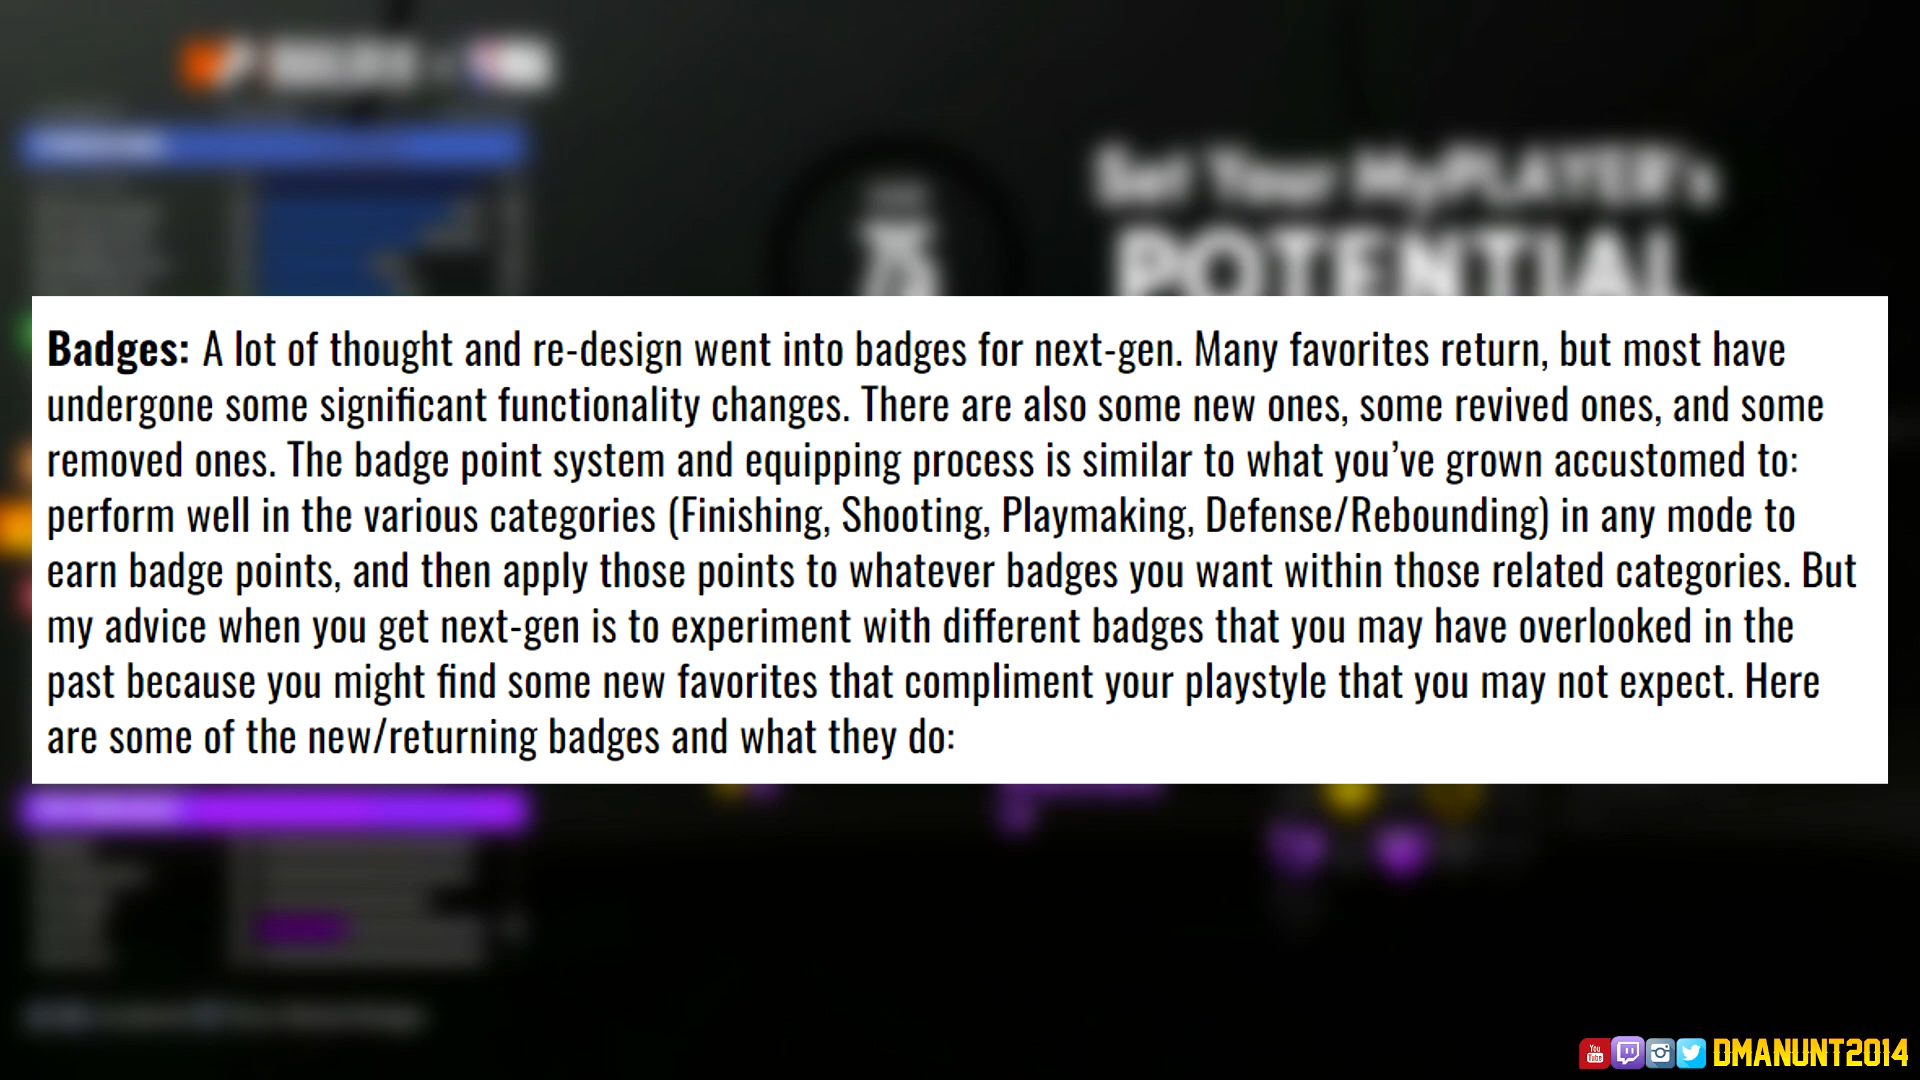 Set Your MyPLAYER's
POTENTIAL
Badges: A lot of thought and re-design went into badges for next-gen. Many favorites return, but most have
undergone some significant functionality changes. There are also some new ones, some revived ones, and some
removed ones. The badge point system and equipping process is similar to what you’ve grown accustomed to:
perform well in the various categories (Finishing, Shooting, Playmaking, Defense/Rebounding) in any mode to
earn badge points, and then apply those points to whatever badges you want within those related categories. But
my advice when you get next-gen is to experiment with different badges that you may have overlooked in the
past because you might find some new favorites that compliment your playstyle that you may not expect. Here
are some of the new/returning badges and what they do:
You
Tube
DMANUNT2014